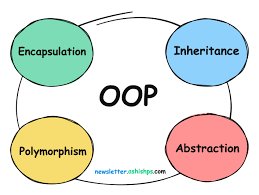 Encapsulation
Inheritance
OOP
Polymorphism
Abstraction
newsletter.ashishps.com